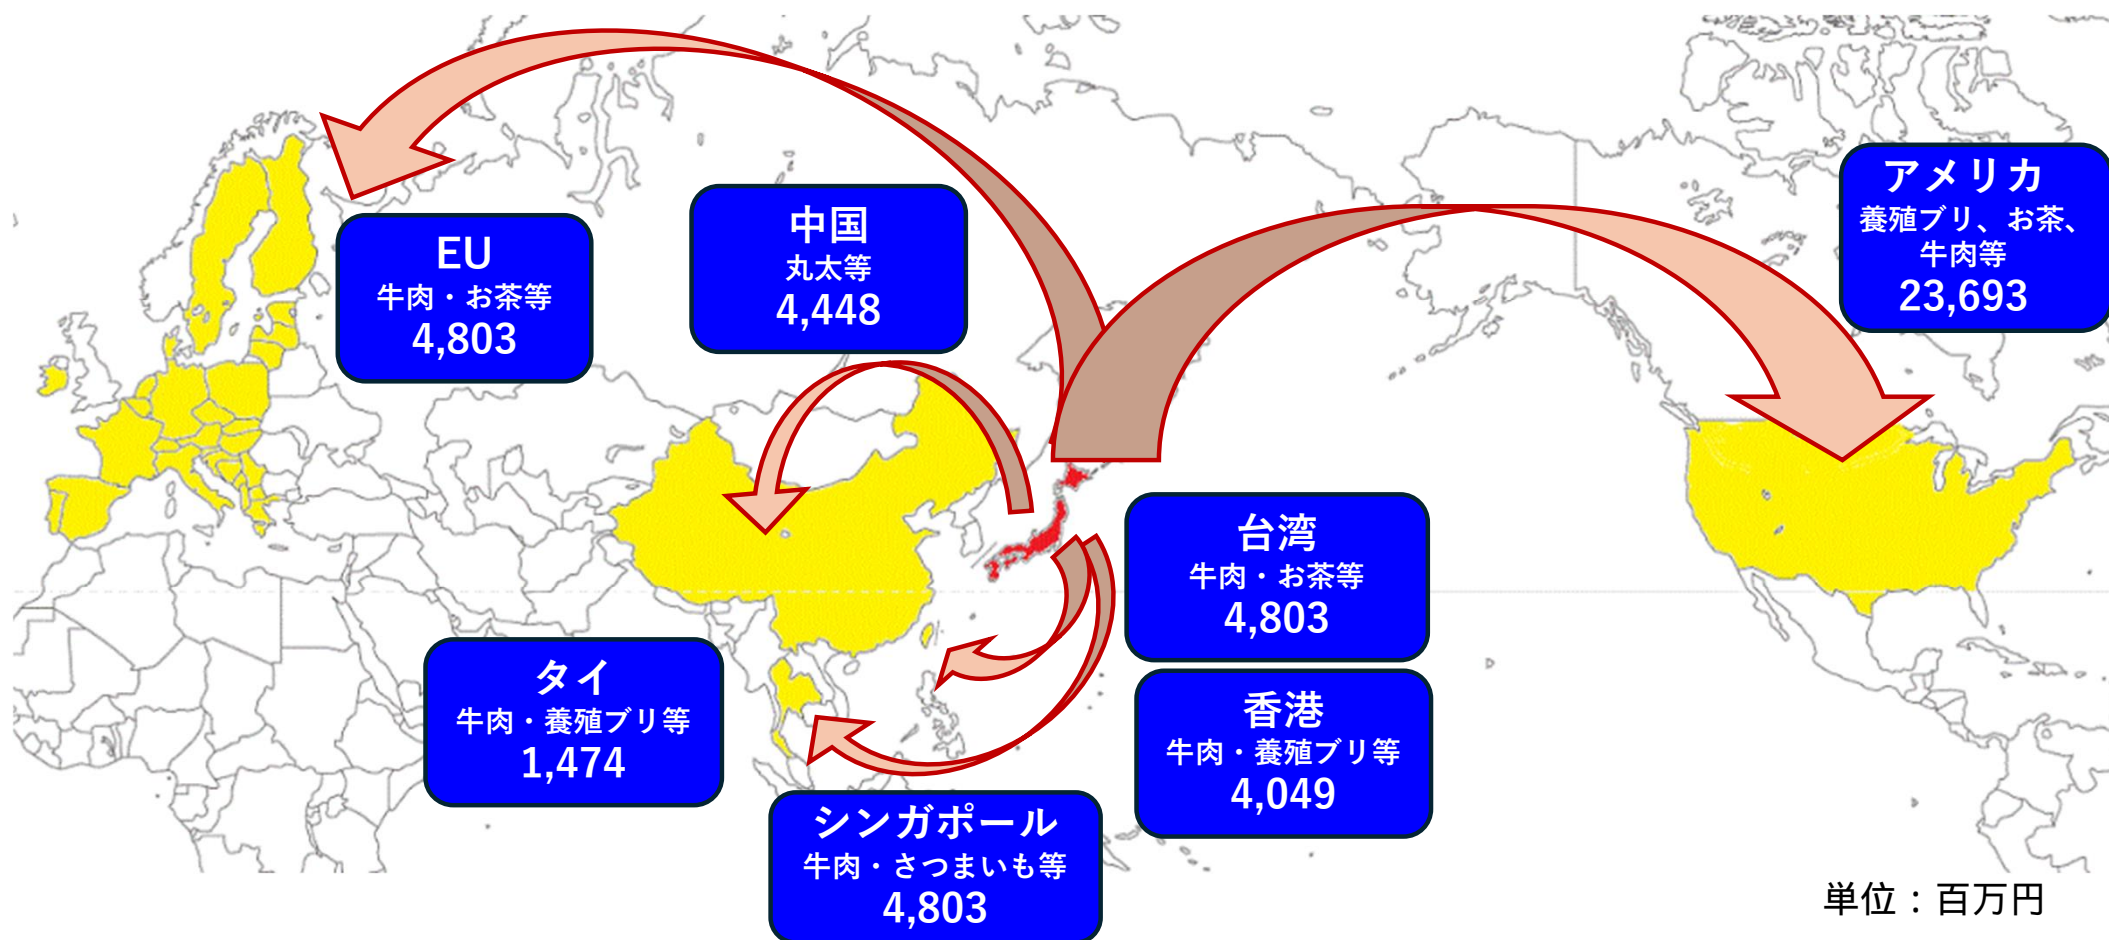 EU
牛肉・お茶等
4,803
中国
丸太等
4,448
アメリカ
養殖ブリ、お茶、
牛肉等
23,693
台湾
牛肉・お茶等
4,803
タイ
牛肉・養殖ブリ等
1,474
香港
牛肉・養殖ブリ等
4,049
シンガポール
牛肉・さつまいも等
4,803
単位：百万円